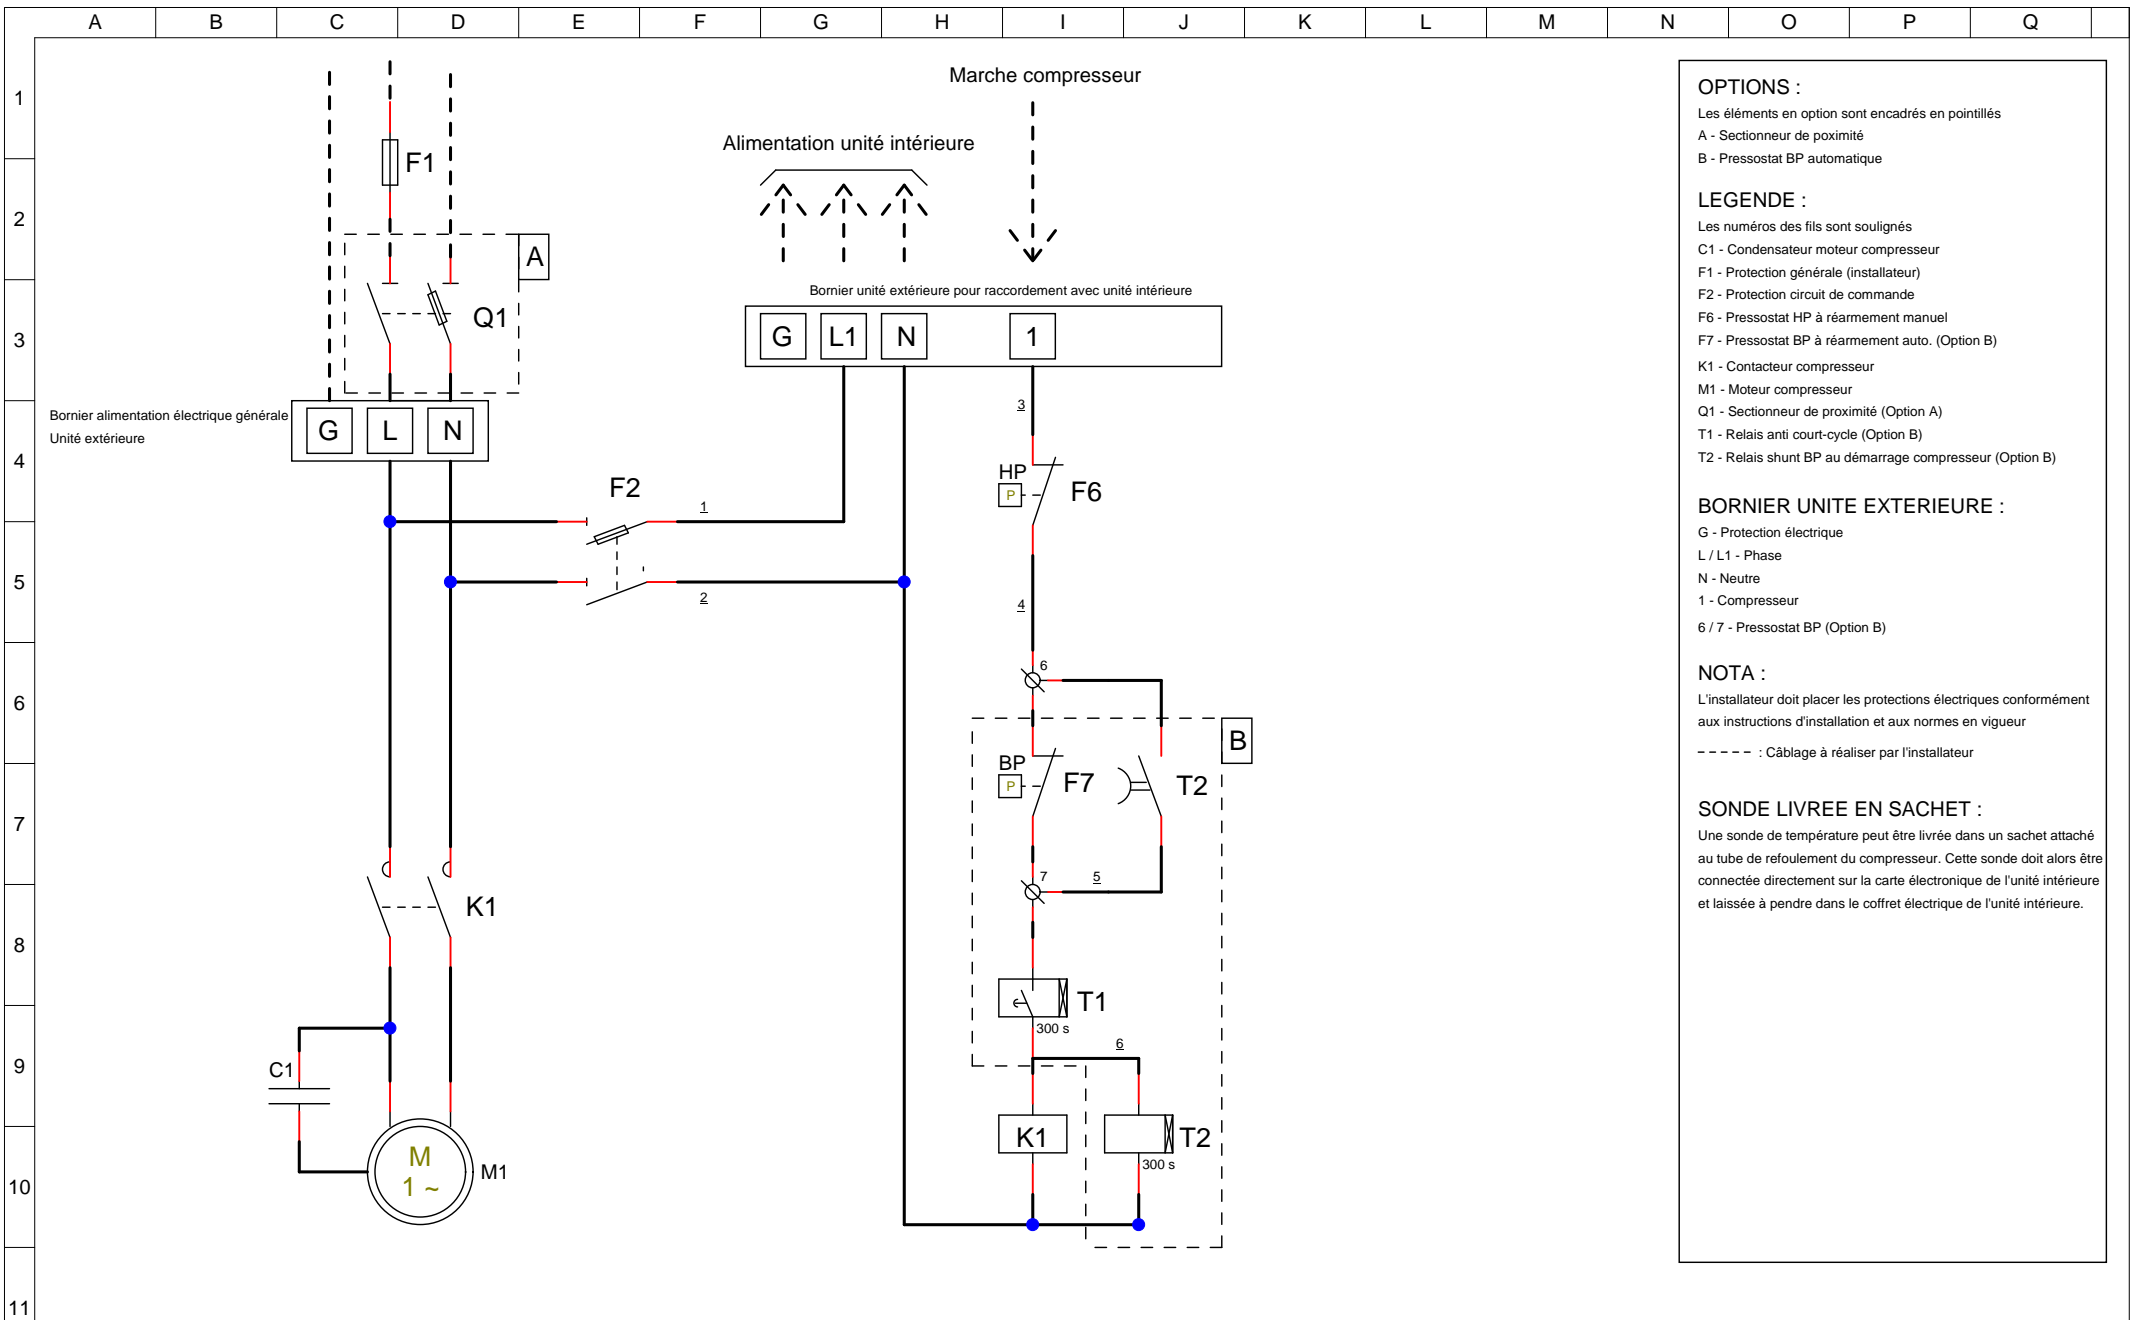 A B C D E F G H I J K L M N O P Q
1
2
3
4
5
6
7
8
9
10
11
Marche compresseur
Alimentation unité intérieure
F1
A
Q1
Bornier unité extérieure pour raccordement avec unité intérieure
G L1 N 1
Bornier alimentation électrique générale
Unité extérieure
G L N
3
HP
P
F6
F2
1
2
4
6
B
BP
P
F7
T2
7
5
K1
T1
300 s
6
C1
K1
T2
300 s
M
1 ~
M1
OPTIONS :
Les éléments en option sont encadrés en pointillés
A - Sectionneur de poximité
B - Pressostat BP automatique
LEGENDE :
Les numéros des fils sont soulignés
C1 - Condensateur moteur compresseur
F1 - Protection générale (installateur)
F2 - Protection circuit de commande
F6 - Pressostat HP à réarmement manuel
F7 - Pressostat BP à réarmement auto. (Option B)
K1 - Contacteur compresseur
M1 - Moteur compresseur
Q1 - Sectionneur de proximité (Option A)
T1 - Relais anti court-cycle (Option B)
T2 - Relais shunt BP au démarrage compresseur (Option B)
BORNIER UNITE EXTERIEURE :
G - Protection électrique
L / L1 - Phase
N - Neutre
1 - Compresseur
6 / 7 - Pressostat BP (Option B)
NOTA :
L'installateur doit placer les protections électriques conformément
aux instructions d'installation et aux normes en vigueur
- - - - - : Câblage à réaliser par l'installateur
SONDE LIVREE EN SACHET :
Une sonde de température peut être livrée dans un sachet attaché
au tube de refoulement du compresseur. Cette sonde doit alors être
connectée directement sur la carte électronique de l'unité intérieure
et laissée à pendre dans le coffret électrique de l'unité intérieure.